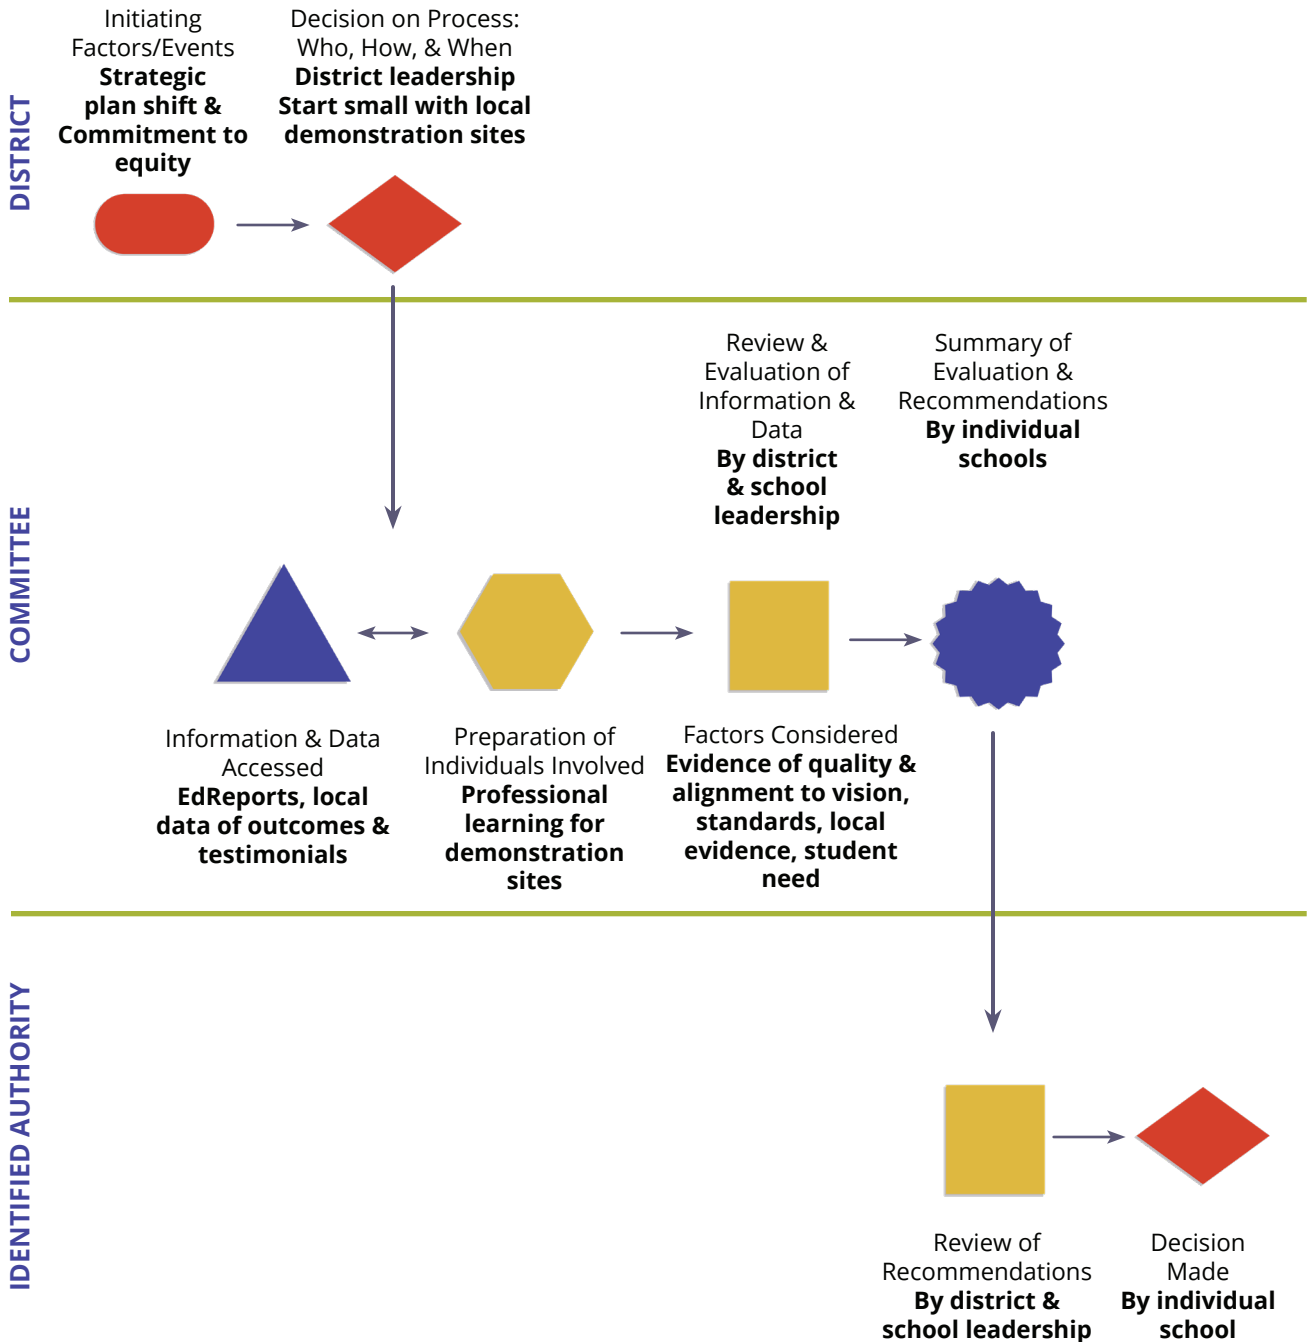 DISTRICT
Initiating
Factors/Events
Strategic
plan shift &
Commitment to
equity
Decision on Process:
Who, How, & When
District leadership
Start small with local
demonstration sites
COMMITTEE
Review &
Evaluation of
Information &
Data
By district
& school
leadership
Summary of
Evaluation &
Recommendations
By individual
schools
Information & Data
Accessed
EdReports, local
data of outcomes &
testimonials
Preparation of
Individuals Involved
Professional
learning for
demonstration
sites
Factors Considered
Evidence of quality &
alignment to vision,
standards, local
evidence, student
need
IDENTIFIED AUTHORITY
Review of
Recommendations
By district &
school leadership
Decision
Made
By individual
school